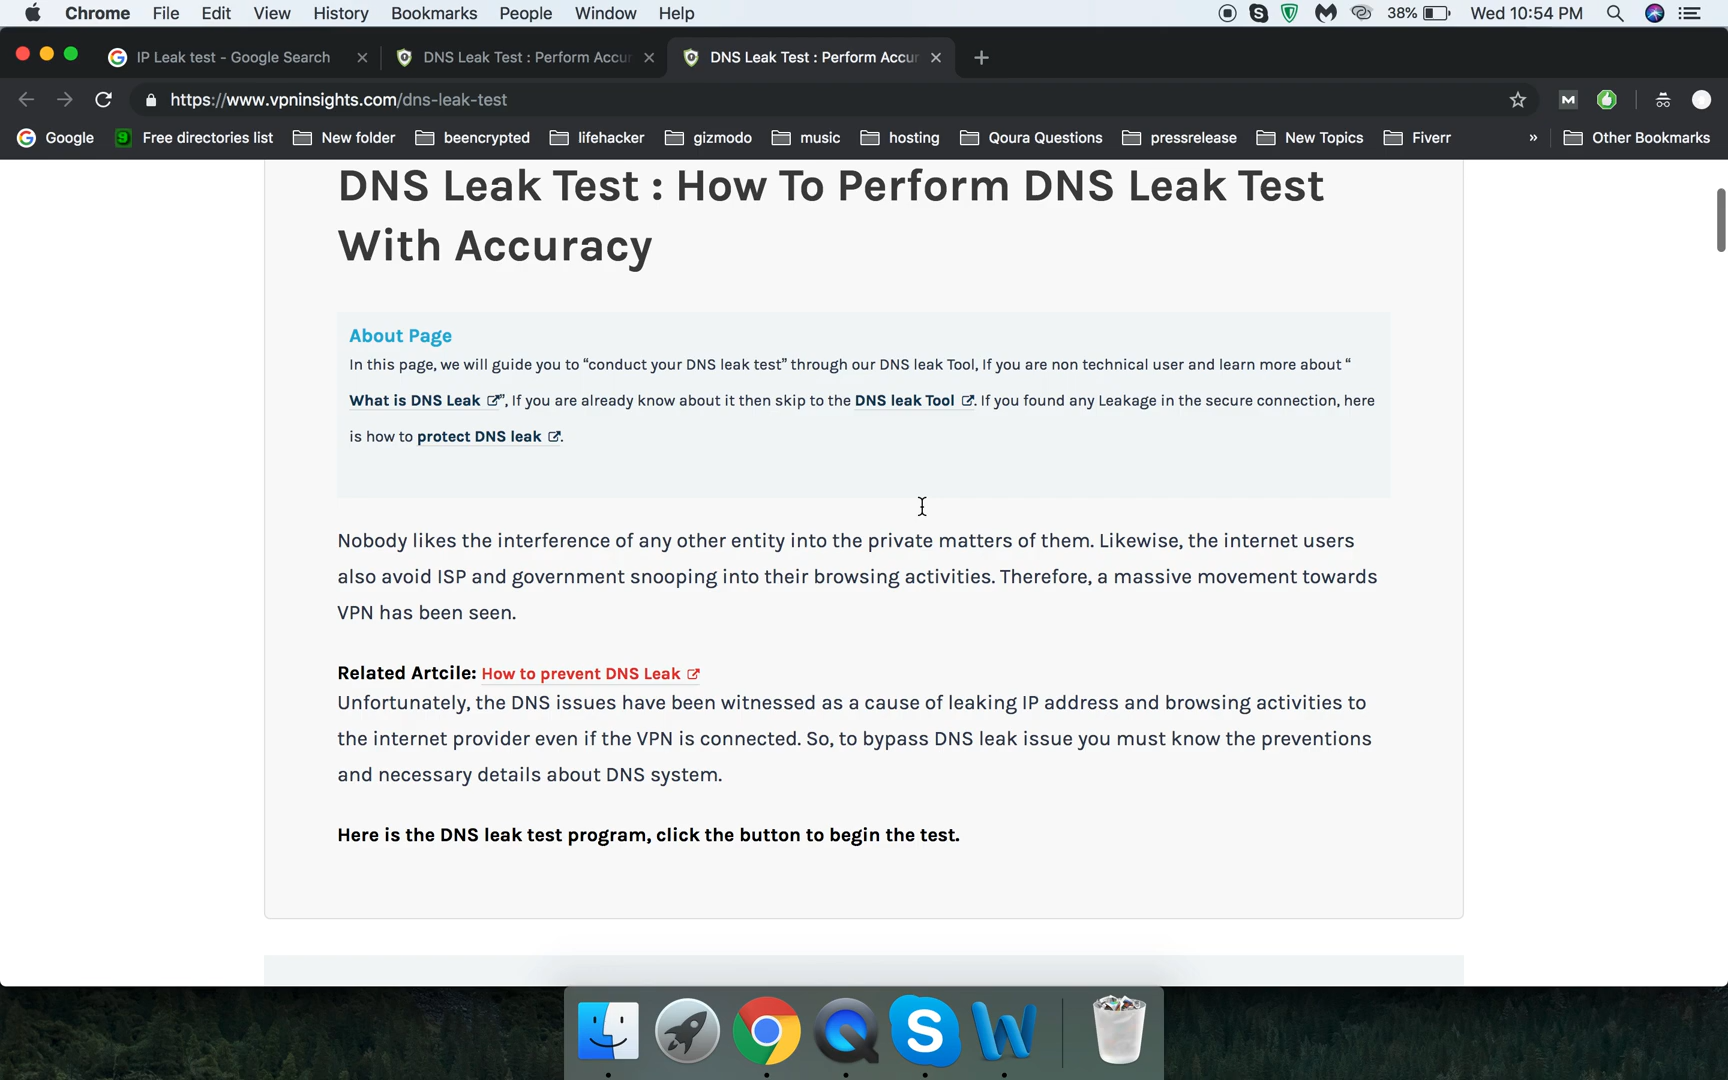 Chrome File Edit View History Bookmarks People Window Help 38% Wed 10:54 PM
IP Leak test - Google Search DNS Leak Test : Perform Accur DNS Leak Test : Perform Accur
https://www.vpninsights.com/dns-leak-test
Google Free directories list New folder beencrypted lifehacker gizmodo music hosting Qoura Questions pressrelease New Topics Fiverr » Other Bookmarks
DNS Leak Test : How To Perform DNS Leak Test
With Accuracy
About Page
In this page, we will guide you to “conduct your DNS leak test” through our DNS leak Tool, If you are non technical user and learn more about “
What is DNS Leak ”, If you are already know about it then skip to the DNS leak Tool . If you found any Leakage in the secure connection, here
is how to protect DNS leak .
Nobody likes the interference of any other entity into the private matters of them. Likewise, the internet users
also avoid ISP and government snooping into their browsing activities. Therefore, a massive movement towards
VPN has been seen.
Related Artcile: How to prevent DNS Leak
Unfortunately, the DNS issues have been witnessed as a cause of leaking IP address and browsing activities to
the internet provider even if the VPN is connected. So, to bypass DNS leak issue you must know the preventions
and necessary details about DNS system.
Here is the DNS leak test program, click the button to begin the test.